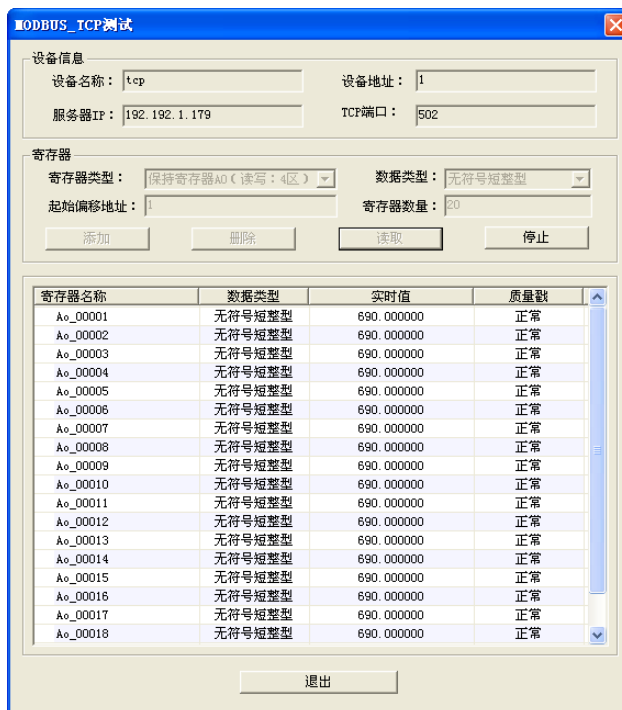 MODBUS_TCP测试
设备信息
设备名称： tcp 设备地址： 1
服务器IP： 192.192.1.179 TCP端口： 502
寄存器
寄存器类型： 保持寄存器AO（读写：4区） 数据类型： 无符号短整型
起始偏移地址： 1 寄存器数量： 20
添加 删除 读取 停止
寄存器名称 数据类型 实时值 质量戳
Ao_00001 无符号短整型 690.000000 正常
Ao_00002 无符号短整型 690.000000 正常
Ao_00003 无符号短整型 690.000000 正常
Ao_00004 无符号短整型 690.000000 正常
Ao_00005 无符号短整型 690.000000 正常
Ao_00006 无符号短整型 690.000000 正常
Ao_00007 无符号短整型 690.000000 正常
Ao_00008 无符号短整型 690.000000 正常
Ao_00009 无符号短整型 690.000000 正常
Ao_00010 无符号短整型 690.000000 正常
Ao_00011 无符号短整型 690.000000 正常
Ao_00012 无符号短整型 690.000000 正常
Ao_00013 无符号短整型 690.000000 正常
Ao_00014 无符号短整型 690.000000 正常
Ao_00015 无符号短整型 690.000000 正常
Ao_00016 无符号短整型 690.000000 正常
Ao_00017 无符号短整型 690.000000 正常
Ao_00018 无符号短整型 690.000000 正常
退出